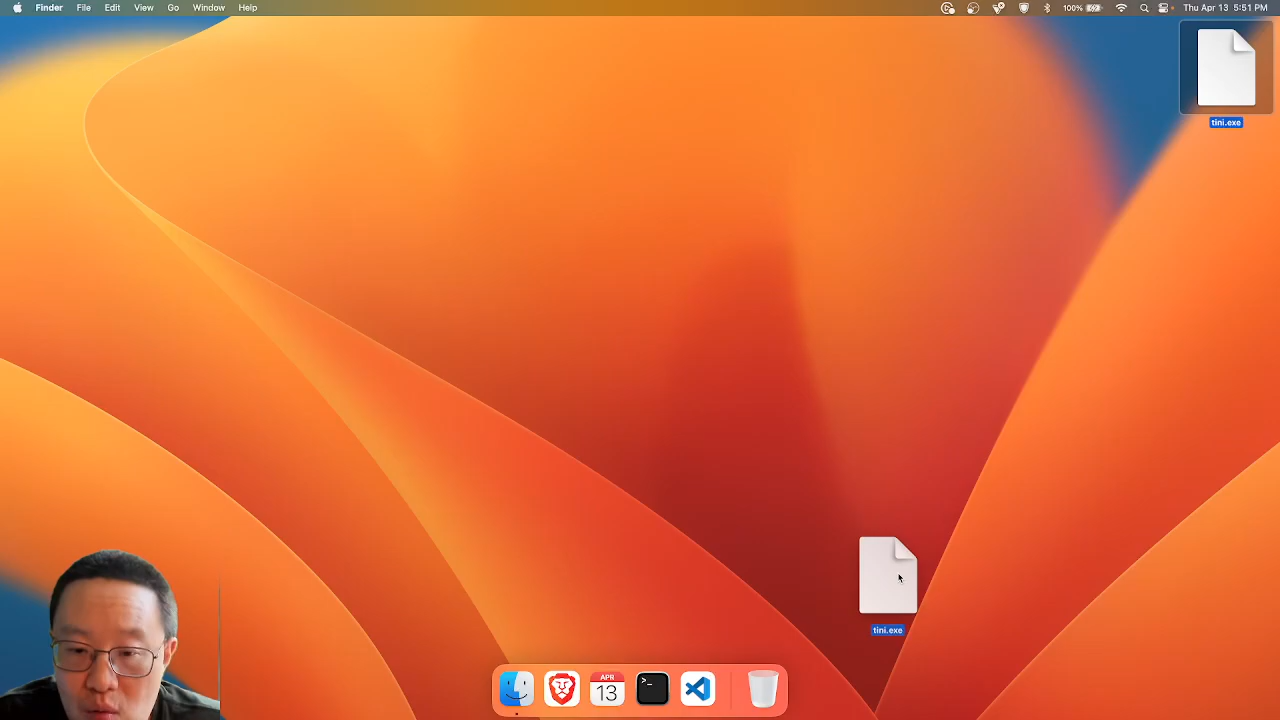 Finder File Edit View Go Window Help 100% Thu Apr 13 5:51 PM
tini.exe
tini.exe
APR
13
>_